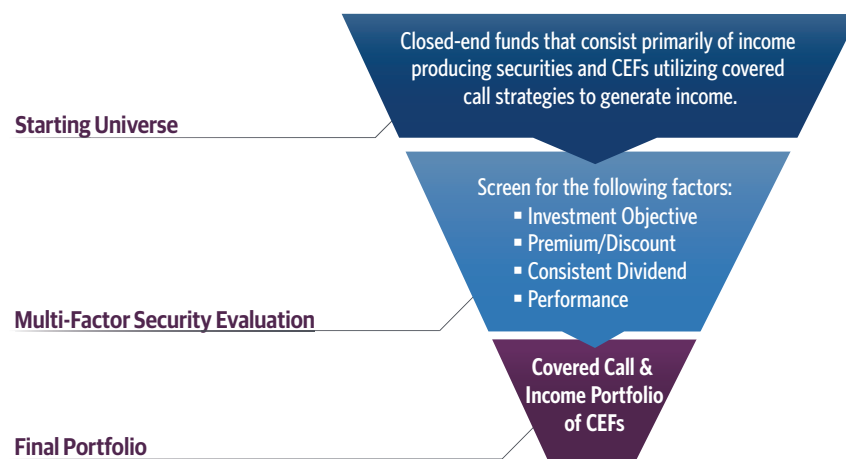 Closed-end funds that consist primarily of income
producing securities and CEFs utilizing covered
call strategies to generate income.
Starting Universe
Screen for the following factors:
▪ Investment Objective
▪ Premium/Discount
▪ Consistent Dividend
▪ Performance
Multi-Factor Security Evaluation
Covered Call &
Income Portfolio
of CEFs
Final Portfolio